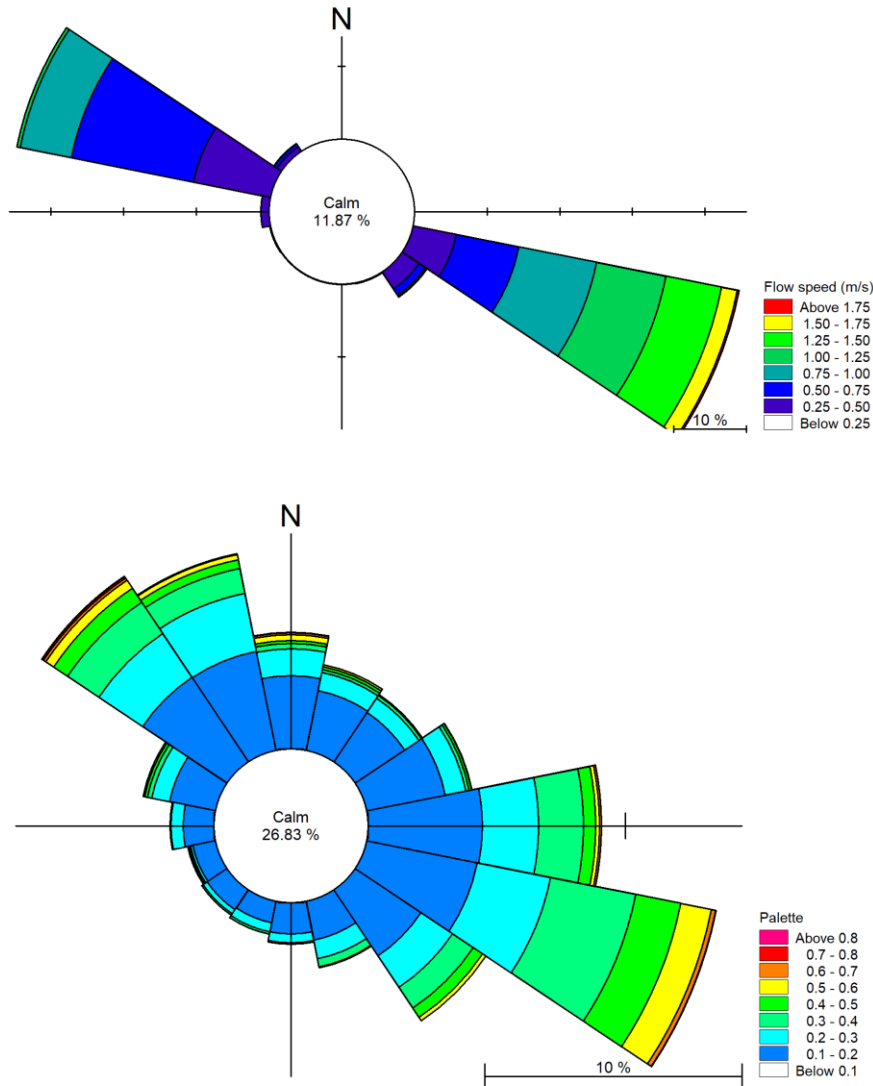 N
Calm
11.87 %
Flow speed (m/s)
Above 1.75
1.50 - 1.75
1.25 - 1.50
1.00 - 1.25
0.75 - 1.00
0.50 - 0.75
0.25 - 0.50
Below 0.25
10 %
N
Calm
26.83 %
Palette
Above 0.8
0.7 - 0.8
0.6 - 0.7
0.5 - 0.6
0.4 - 0.5
0.3 - 0.4
0.2 - 0.3
0.1 - 0.2
Below 0.1
10 %